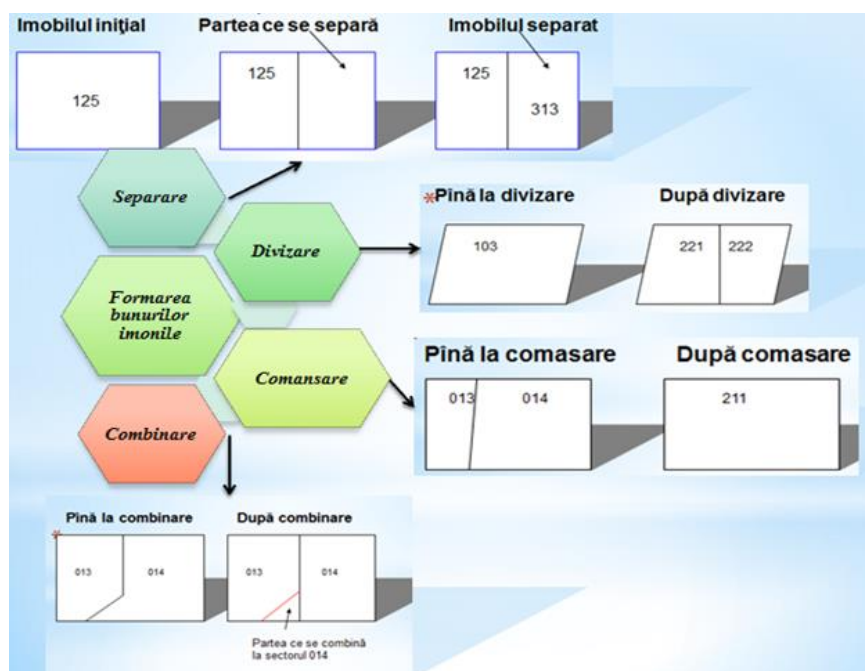 Imobilul iniţial
Partea ce se separă
Imobilul separat
125
125
125
313
Separare
*Pînă la divizare
După divizare
103
221
222
Divizare
Formarea
bunurilor
imonile
Comansare
Pînă la comasare
După comasare
013
014
211
Combinare
Pînă la combinare
După combinare
*
013
014
013
014
Partea ce se combină
la sectorul 014